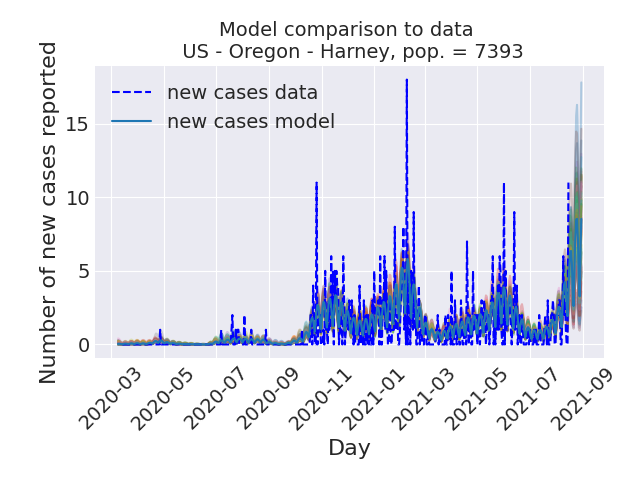 Model comparison to data
US - Oregon - Harney, pop. = 7393
new cases data
new cases model
Number of new cases reported
15
10
5
0
2020-03
2020-05
2020-07
2020-09
2020-11
2021-01
2021-03
2021-05
2021-07
2021-09
Day